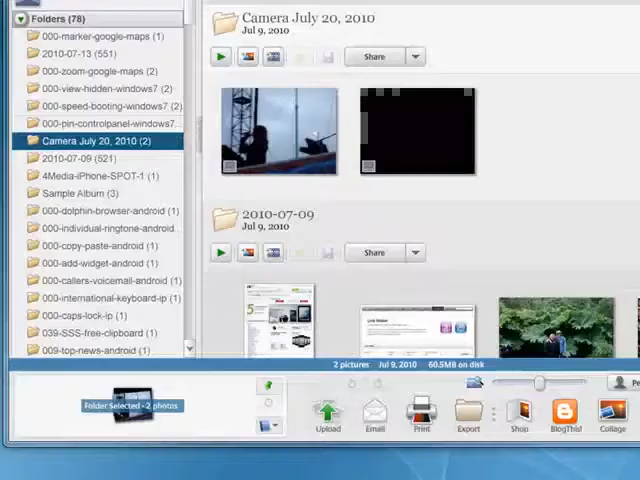 Folders (78)
000-marker-google-maps (1)
2010-07-13 (551)
000-zoom-google-maps (2)
000-view-hidden-windows7 (2)
000-speed-booting-windows7 (2)
000-pin-controlpanel-windows7...
Camera July 20, 2010 (2)
2010-07-09 (521)
4Media-iPhone-SPOT-1 (1)
Sample Album (3)
000-dolphin-browser-android (1)
000-individual-ringtone-android...
000-copy-paste-android (1)
000-add-widget-android (1)
000-callers-voicemail-android (1)
000-international-keyboard-ip (1)
000-caps-lock-ip (1)
039-SSS-free-clipboard (1)
009-top-news-android (1)
Camera July 20, 2010
Jul 9, 2010
Share
2010-07-09
Jul 9, 2010
Share
Link Maker
2 pictures Jul 9, 2010 60.5MB on disk
Folder Selected - 2 photos
Pe
Upload
Email
Print
Export
Shop
BlogThis!
Collage